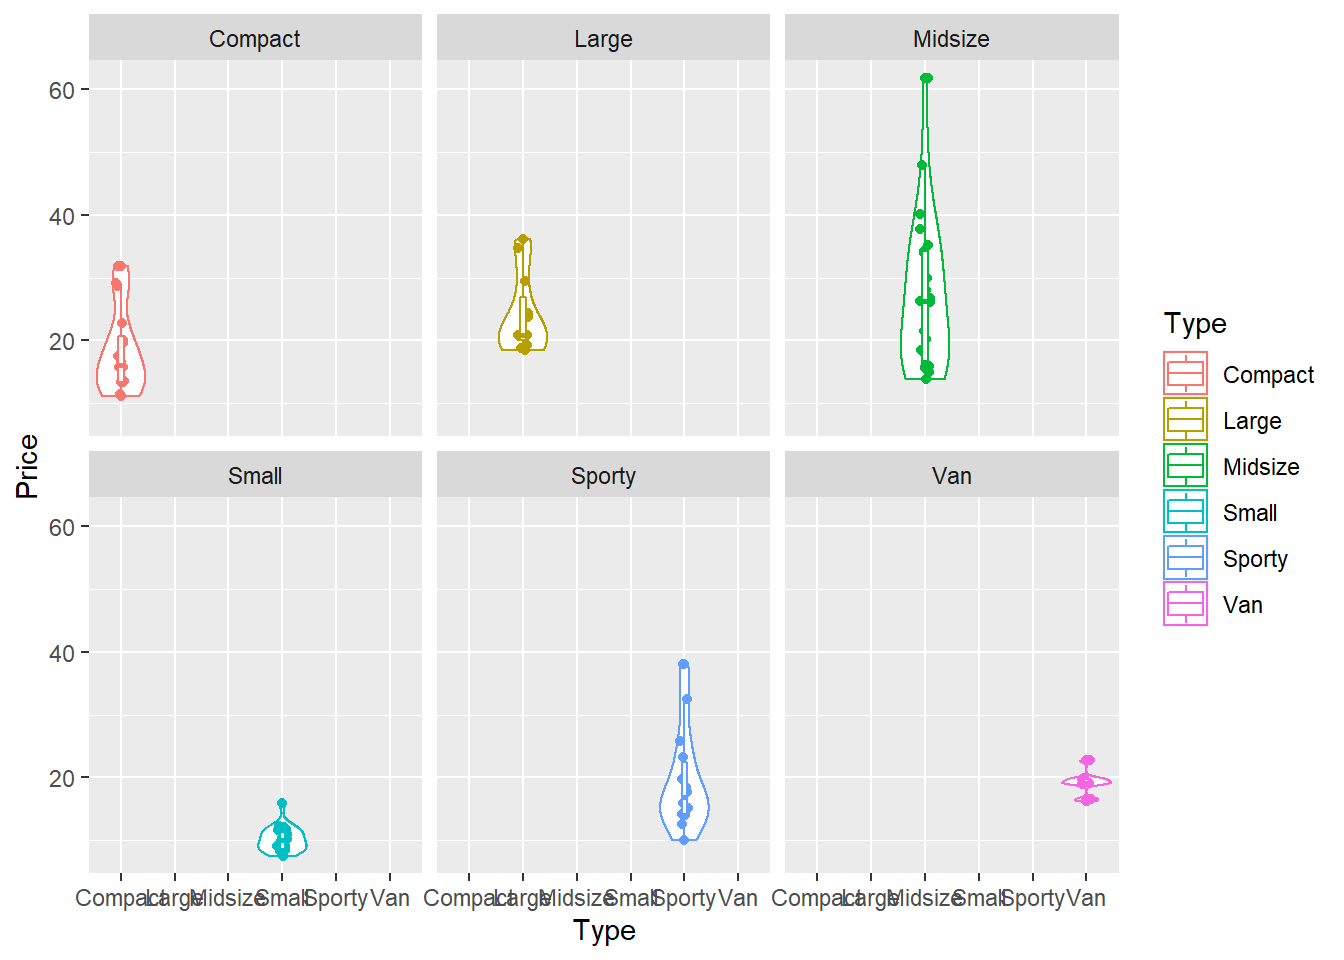 Compact Large Midsize
60
40
20
Small Sporty Van
60
40
20
Price
Compact Large Midsize Small Sporty Van Compact Large Midsize Small Sporty Van Compact Large Midsize Small Sporty Van
Type
Type
Compact
Large
Midsize
Small
Sporty
Van